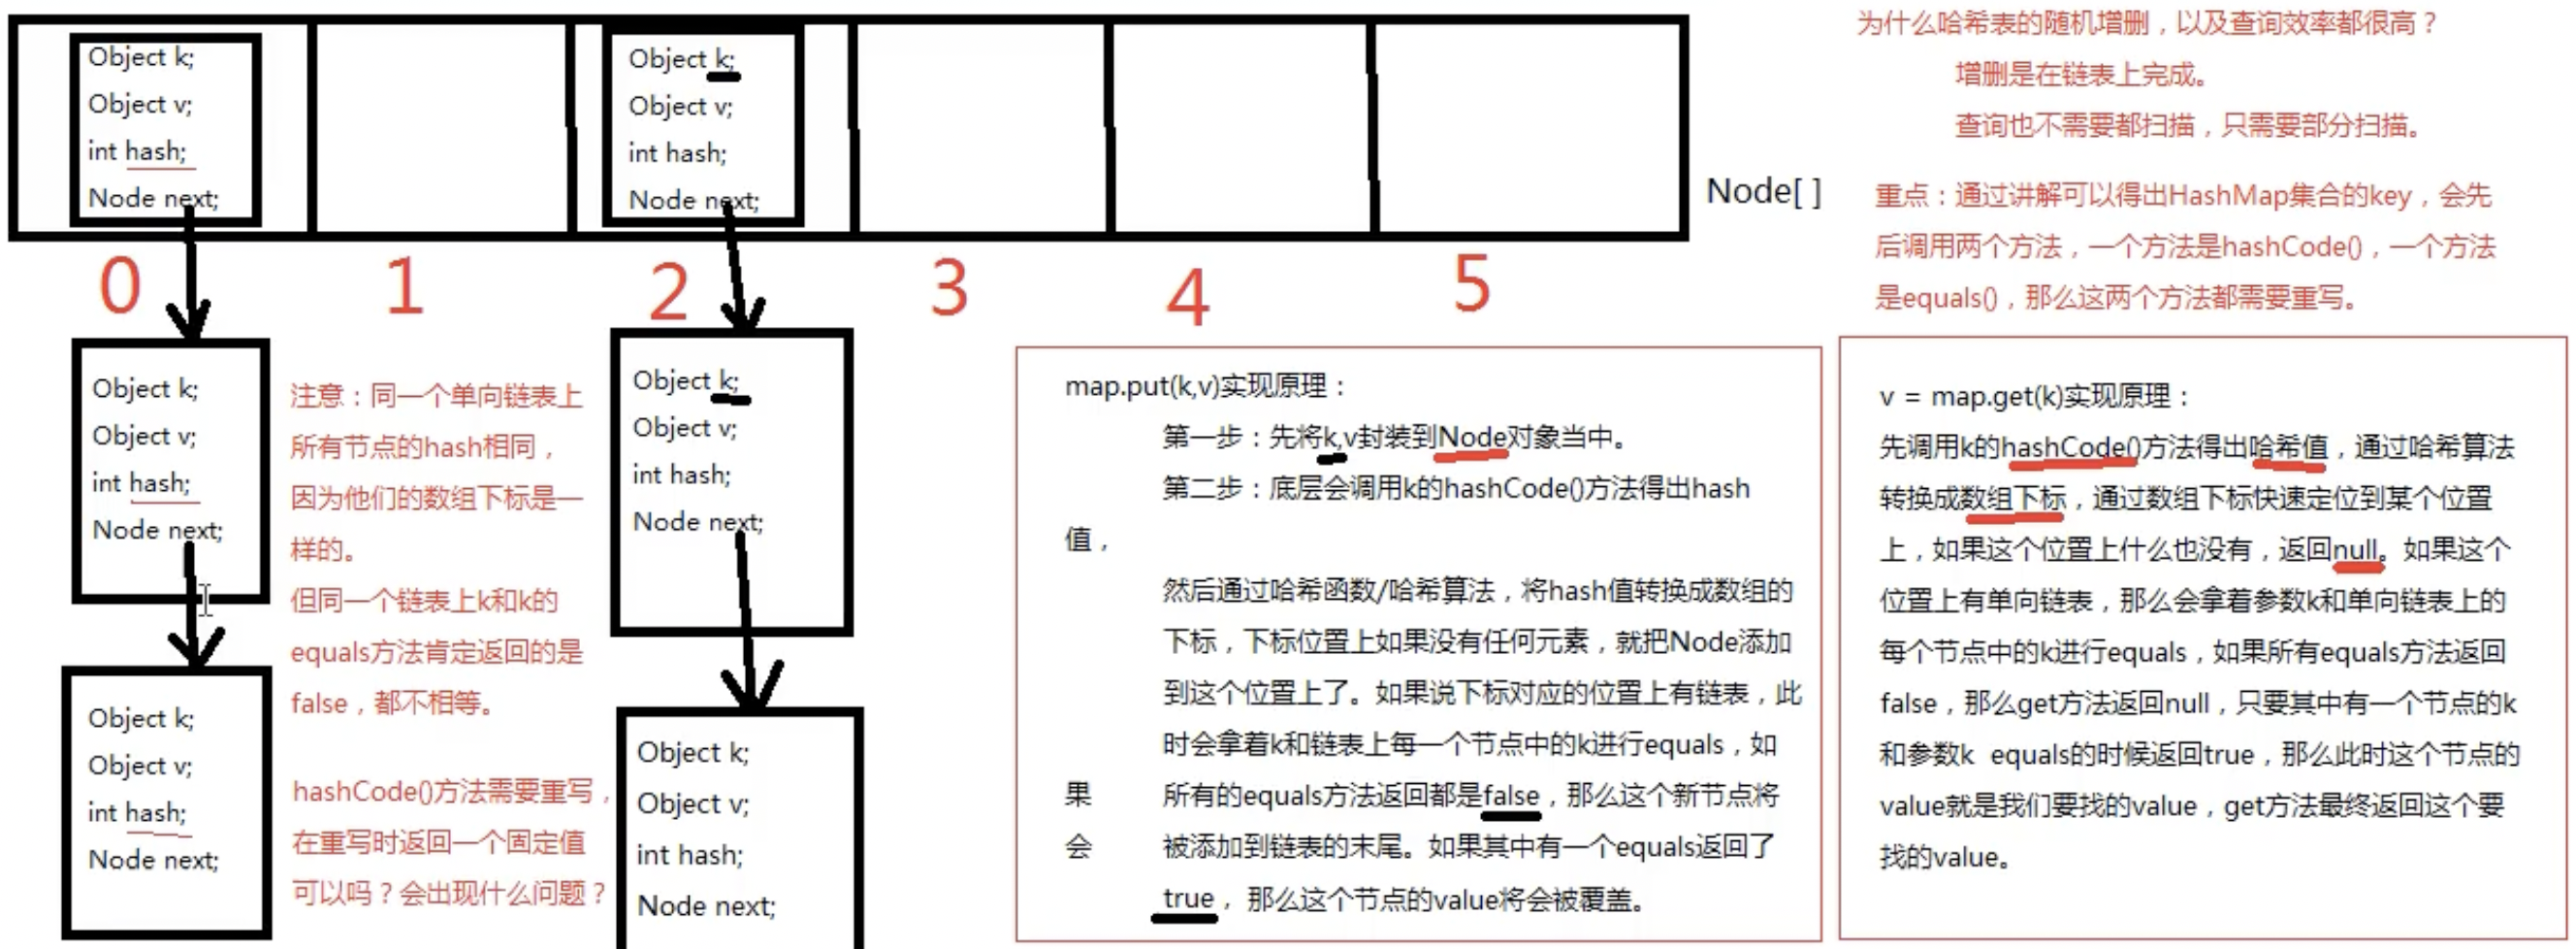 Object k;
Object v;
int hash;
Node next;
Object k;
Object v;
int hash;
Node next;
Node[ ]
0
1
2
3
4
5
Object k;
Object v;
int hash;
Node next;
Object k;
Object v;
int hash;
Node next;
注意：同一个单向链表上
所有节点的hash相同，
因为他们的数组下标是一
样的。
但同一个链表上k和k的
equals方法肯定返回的是
false，都不相等。
hashCode()方法需要重写，
在重写时返回一个固定值
可以吗？会出现什么问题？
Object k;
Object v;
int hash;
Node next;
Object k;
Object v;
int hash;
Node next;
为什么哈希表的随机增删，以及查询效率都很高？
增删是在链表上完成。
查询也不需要都扫描，只需要部分扫描。
重点：通过讲解可以得出HashMap集合的key，会先
后调用两个方法，一个方法是hashCode()，一个方法
是equals()，那么这两个方法都需要重写。
map.put(k,v)实现原理：
第一步：先将k,v封装到Node对象当中。
第二步：底层会调用k的hashCode()方法得出hash
值，
然后通过哈希函数/哈希算法，将hash值转换成数组的
下标，下标位置上如果没有任何元素，就把Node添加
到这个位置上了。如果说下标对应的位置上有链表，此
时会拿着k和链表上每一个节点中的k进行equals，如
果 所有的equals方法返回都是false，那么这个新节点将
会 被添加到链表的末尾。如果其中有一个equals返回了
true，那么这个节点的value将会被覆盖。
v = map.get(k)实现原理：
先调用k的hashCode()方法得出哈希值，通过哈希算法
转换成数组下标，通过数组下标快速定位到某个位置
上，如果这个位置上什么也没有，返回null。如果这个
位置上有单向链表，那么会拿着参数k和单向链表上的
每个节点中的k进行equals，如果所有equals方法返回
false，那么get方法返回null，只要其中有一个节点的k
和参数k equals的时候返回true，那么此时这个节点的
value就是我们要找的value，get方法最终返回这个要
找的value。